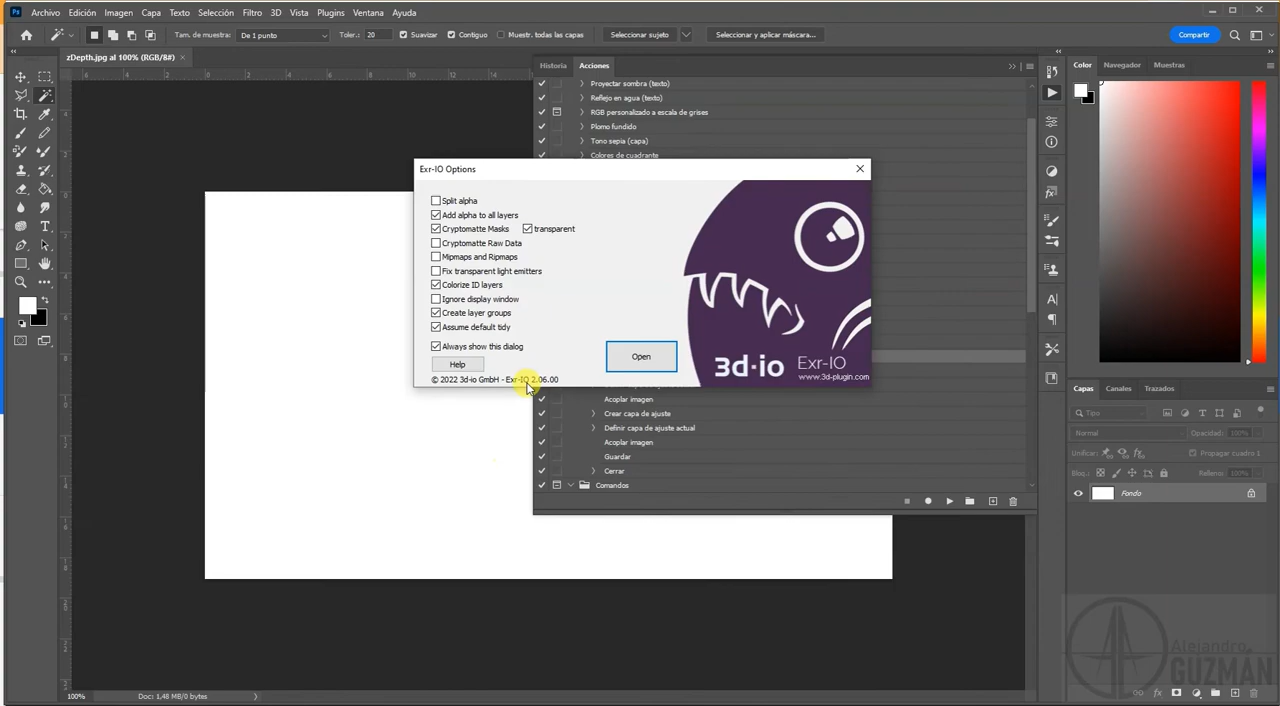 Ps Archivo Edición Imagen Capa Texto Selección Filtro 3D Vista Plugins Ventana Ayuda
Tam. de muestra: De 1 punto Toler.: 20 Suavizar Contiguo Muestr. todas las capas Seleccionar sujeto Seleccionar y aplicar máscara... Compartir
zDepth.jpg al 100% (RGB/8#)
Historia Acciones
Color Navegador Muestras
Proyectar sombra (texto)
Reflejo en agua (texto)
RGB personalizado a escala de grises
Plomo fundido
Tono sepia (capa)
Colores de cuadrante
Exr-IO Options
Split alpha
Add alpha to all layers
Cryptomatte Masks transparent
Cryptomatte Raw Data
Mipmaps and Ripmaps
Fix transparent light emitters
Colorize ID layers
Ignore display window
Create layer groups
Assume default tidy
Always show this dialog
Help
Open
© 2022 3d-io GmbH - Exr-IO 2.06.00
3d-io Exr-IO
www.3d-plugin.com
Acoplar imagen
Crear capa de ajuste
Definir capa de ajuste actual
Acoplar imagen
Guardar
Cerrar
Comandos
Capas Canales Trazados
Tipo
Normal Opacidad: 100%
Unificar: Propagar cuadro 1
Bloq.: Relleno: 100%
Fondo
100% Doc: 1,48 MB/0 bytes
Alejandro
GUZMÁN